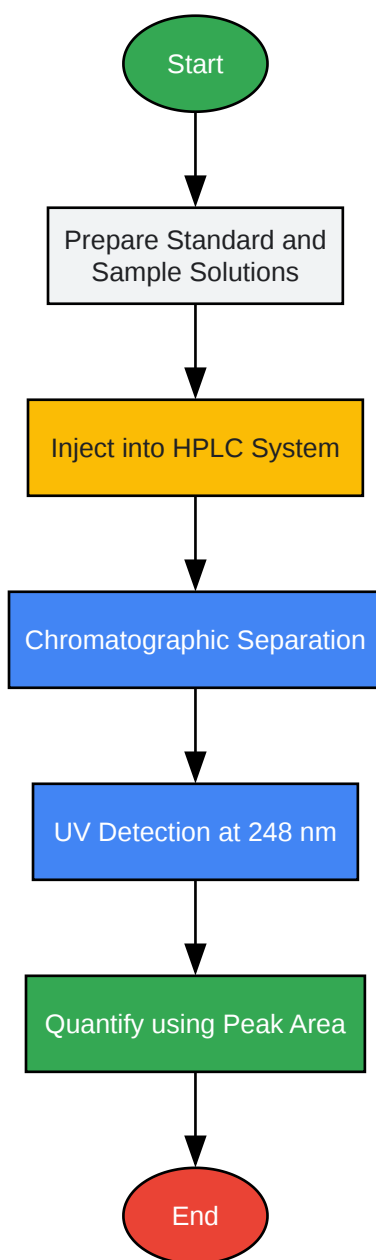 Start
Prepare Standard and
Sample Solutions
Inject into HPLC System
Chromatographic Separation
UV Detection at 248 nm
Quantify using Peak Area
End